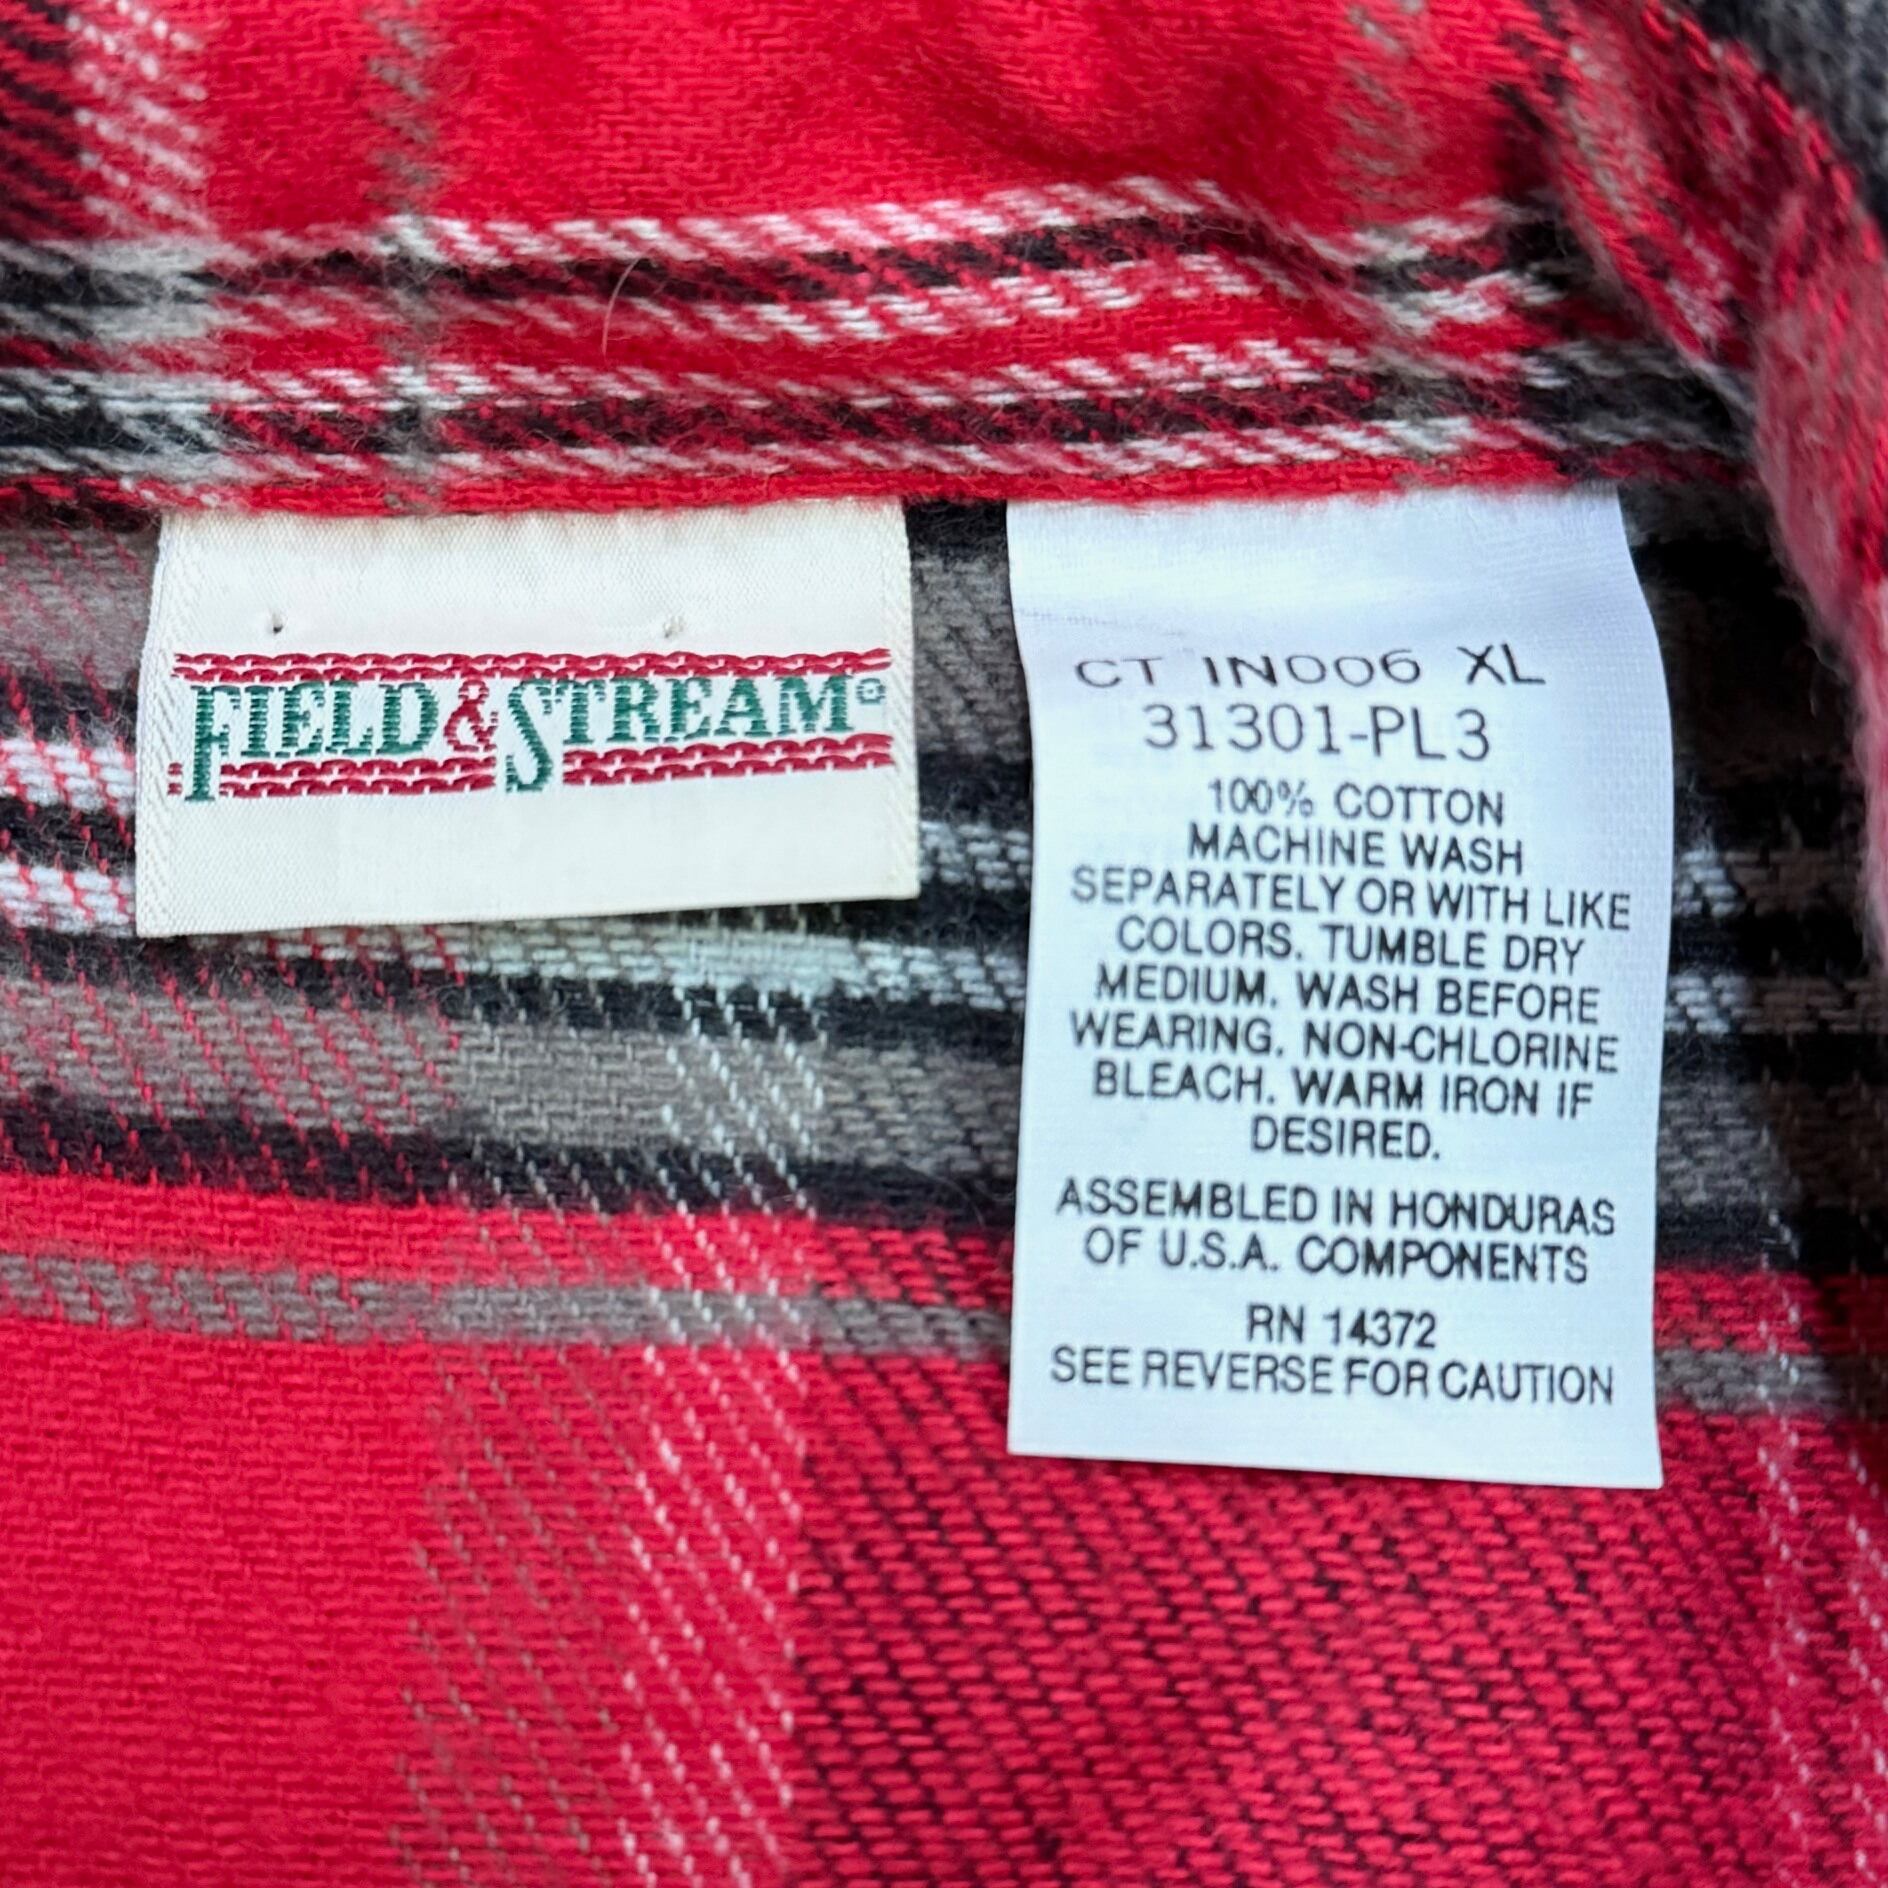 FIELD & STREAM®
CT IN006 XL
31301-PL3
100% COTTON
MACHINE WASH
SEPARATELY OR WITH LIKE
COLORS. TUMBLE DRY
MEDIUM. WASH BEFORE
WEARING. NON-CHLORINE
BLEACH. WARM IRON IF
DESIRED.
ASSEMBLED IN HONDURAS
OF U.S.A. COMPONENTS
RN 14372
SEE REVERSE FOR CAUTION